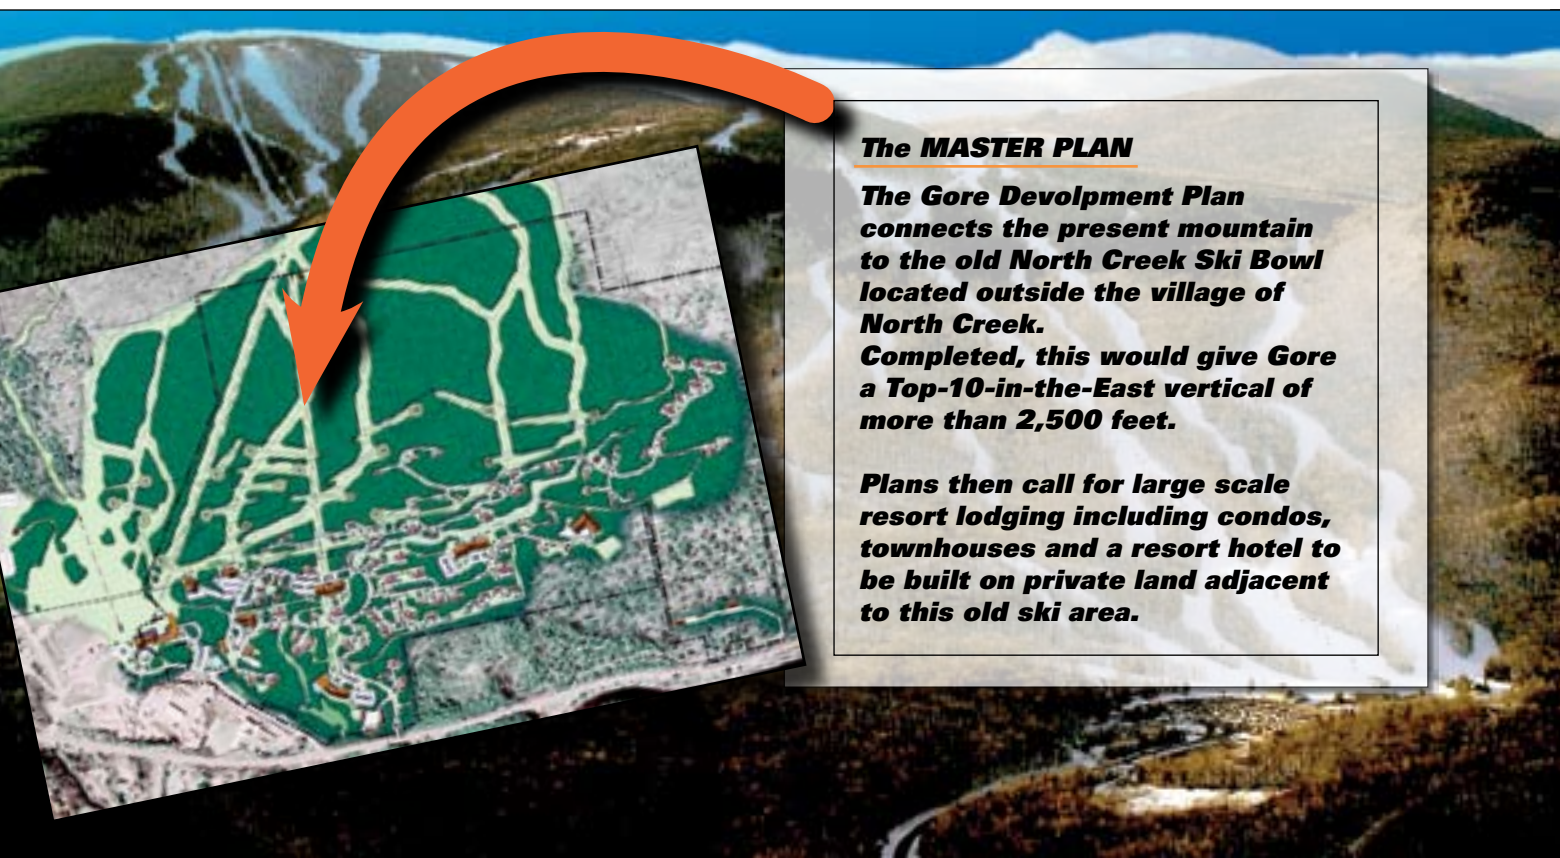 The MASTER PLAN
The Gore Devolpment Plan
connects the present mountain
to the old North Creek Ski Bowl
located outside the village of
North Creek.
Completed, this would give Gore
a Top-10-in-the-East vertical of
more than 2,500 feet.
Plans then call for large scale
resort lodging including condos,
townhouses and a resort hotel to
be built on private land adjacent
to this old ski area.